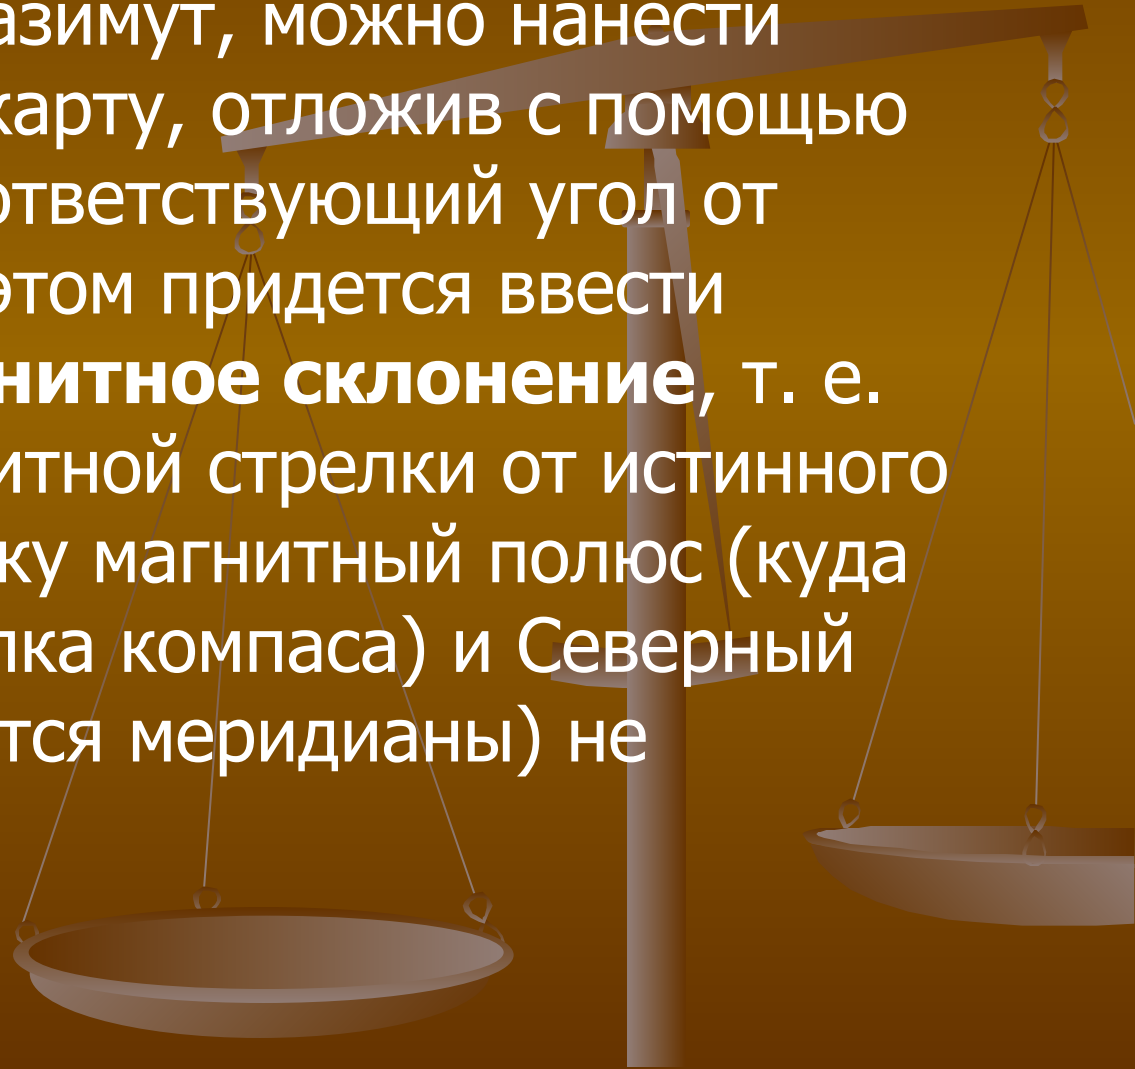 азимут, можно нанести
карту, отложив с помощью
ответствующий угол от
этом придется ввести
нитное склонение, т. е.
итной стрелки от истинного
ку магнитный полюс (куда
лка компаса) и Северный
тся меридианы) не